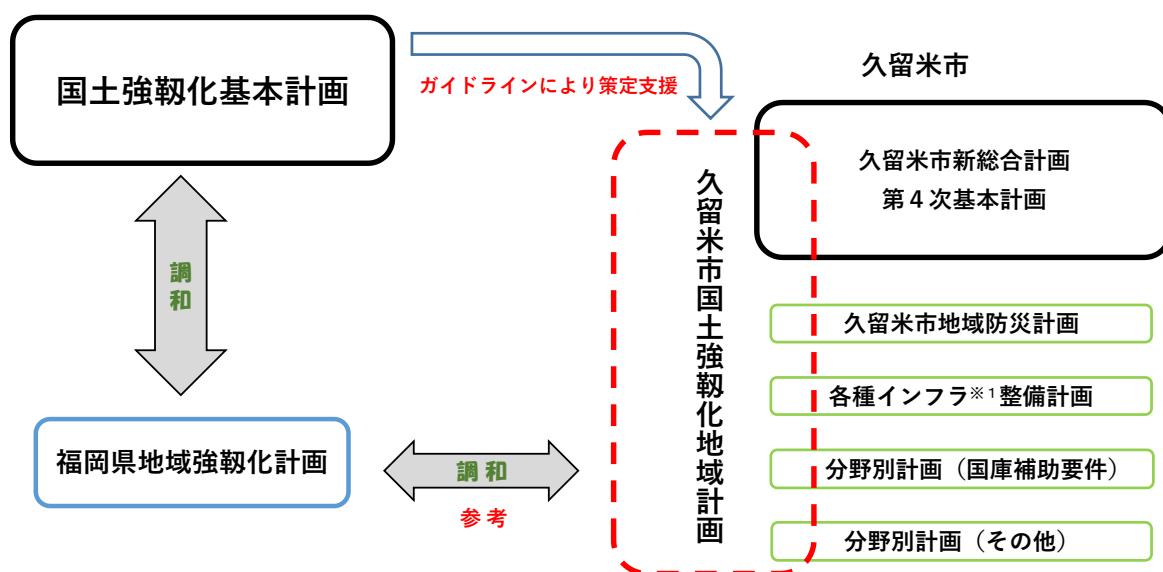 国土強靱化基本計画
ガイドラインにより策定支援
久留米市
久留米市新総合計画
第４次基本計画
久留米市国土強靱化地域計画
調和
久留米市地域防災計画
各種インフラ※１整備計画
福岡県地域強靱化計画
調和
参考
分野別計画（国庫補助要件）
分野別計画（その他）